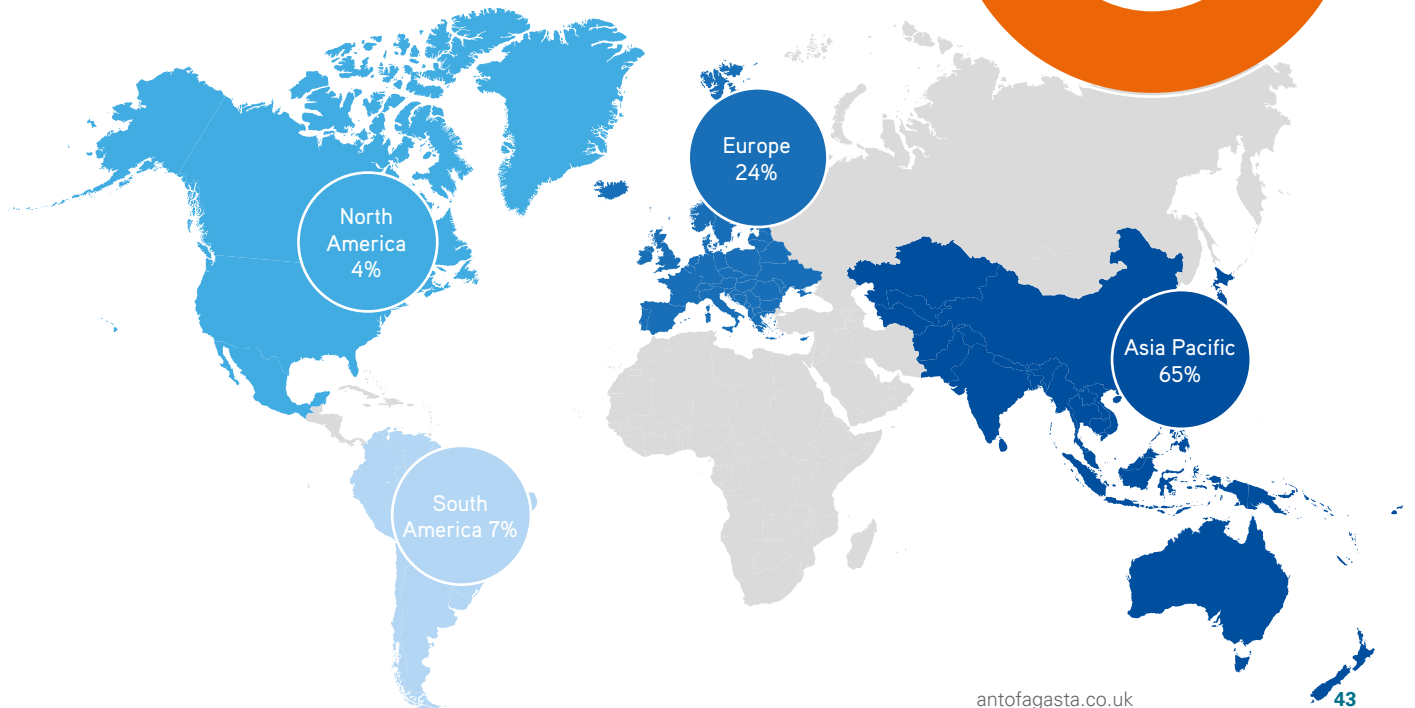 Europe
24%
North
America
4%
Asia Pacific
65%
South
America 7%
antofagasta.co.uk
43